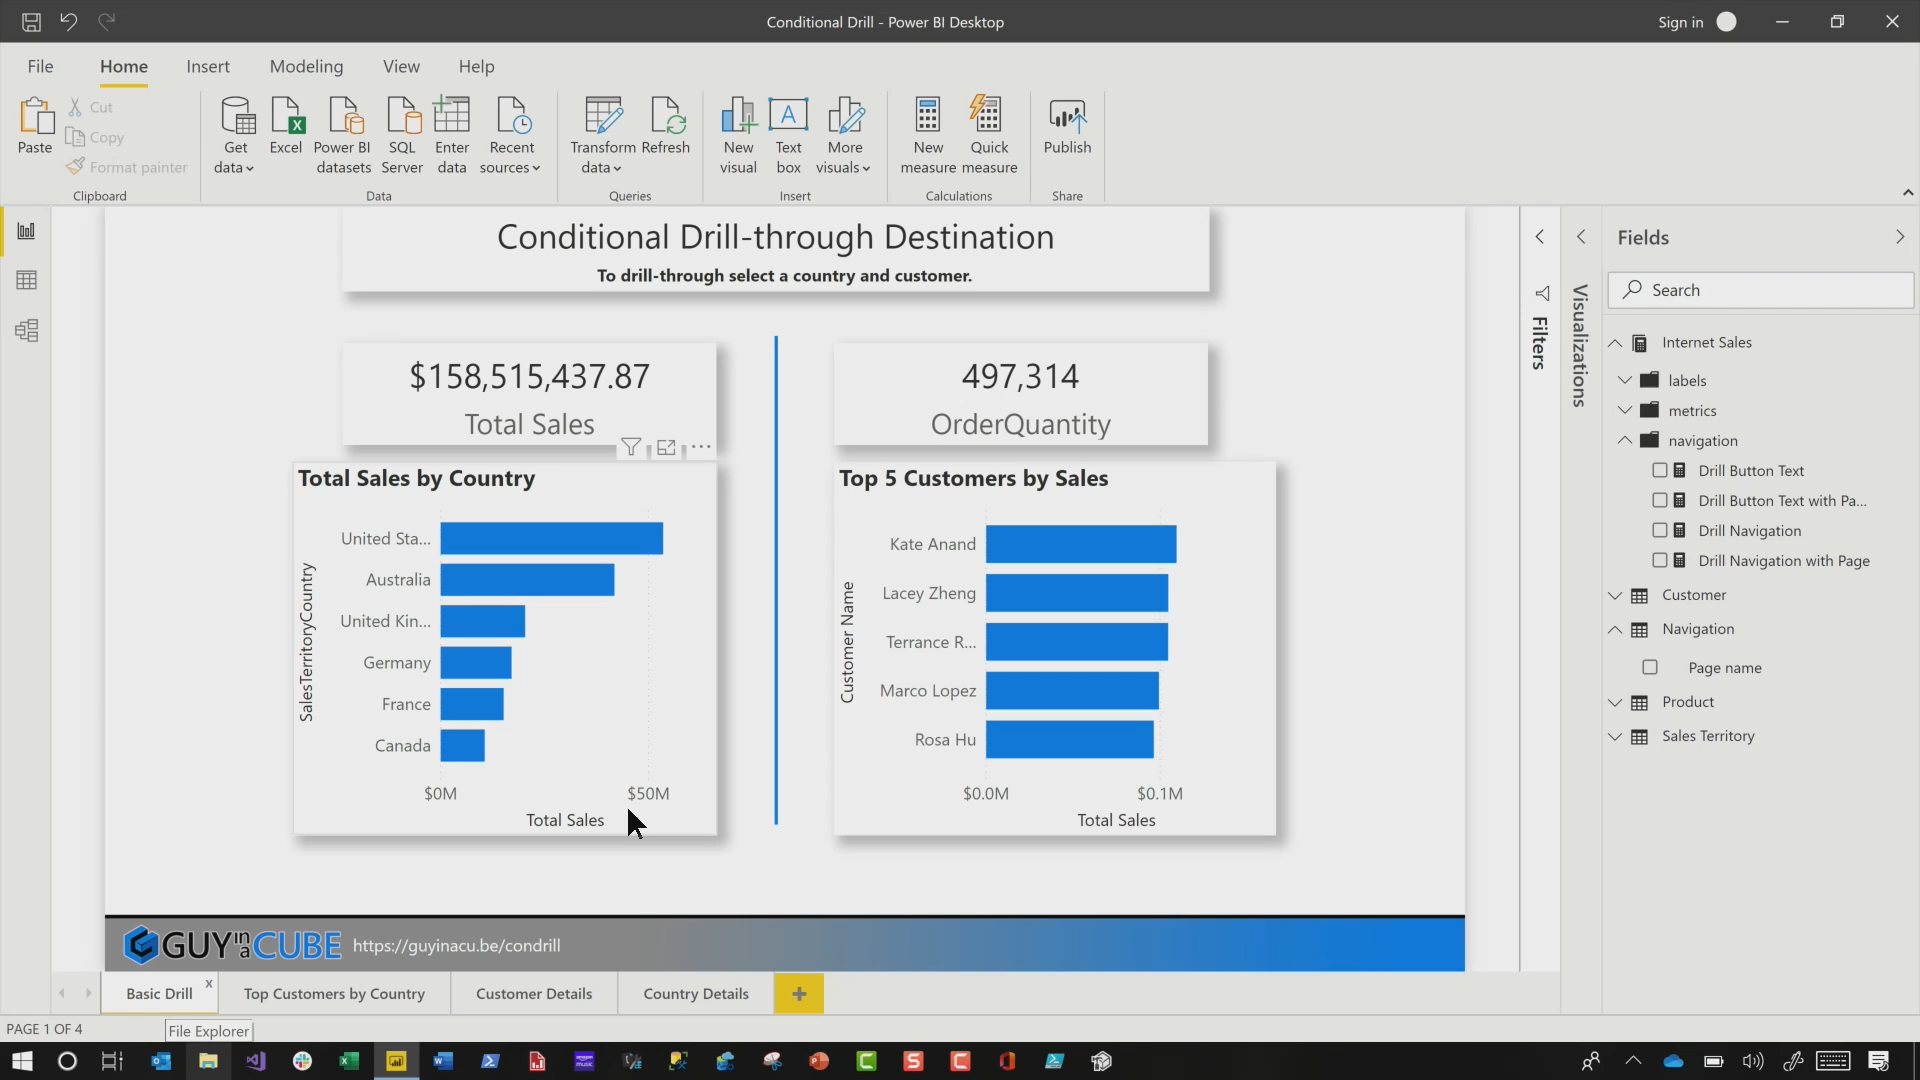 Conditional Drill - Power BI Desktop
Sign in
File
Home
Insert
Modeling
View
Help
Paste
Cut
Copy
Format painter
Clipboard
Get data
Excel
Power BI datasets
SQL Server
Enter data
Recent sources
Data
Transform data
Refresh
Queries
New visual
Text box
More visuals
Insert
New measure
Quick measure
Calculations
Publish
Share
Conditional Drill-through Destination
To drill-through select a country and customer.
$158,515,437.87
Total Sales
497,314
OrderQuantity
Total Sales by Country
SalesTerritoryCountry
United Sta...
Australia
United Kin...
Germany
France
Canada
$0M
$50M
Total Sales
Top 5 Customers by Sales
Customer Name
Kate Anand
Lacey Zheng
Terrance R...
Marco Lopez
Rosa Hu
$0.0M
$0.1M
Total Sales
GUY in a CUBE
https://guyinacu.be/condrill
Filters
Visualizations
Fields
Search
Internet Sales
labels
metrics
navigation
Drill Button Text
Drill Button Text with Pa...
Drill Navigation
Drill Navigation with Page
Customer
Navigation
Page name
Product
Sales Territory
Basic Drill
x
Top Customers by Country
Customer Details
Country Details
PAGE 1 OF 4
File Explorer